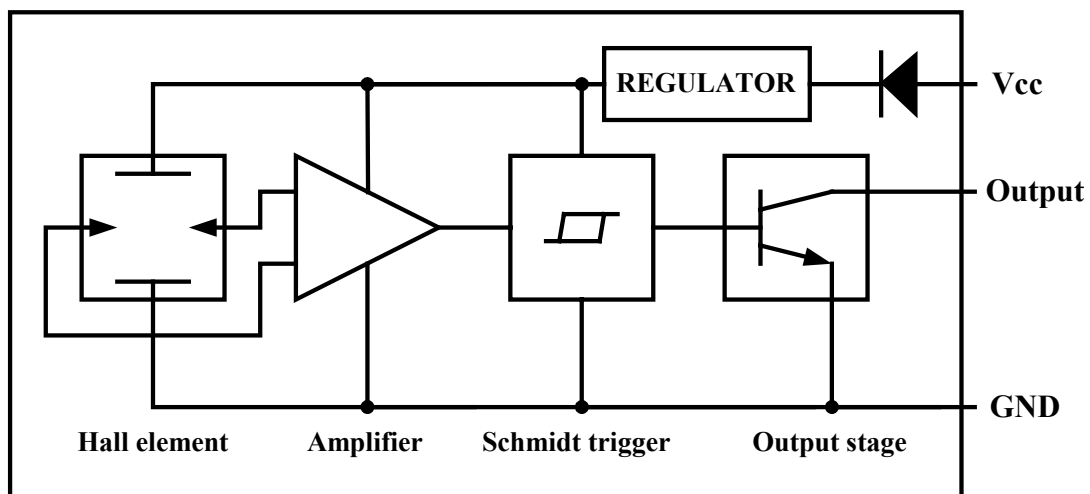 REGULATOR
Vcc
Output
GND
Hall element
Amplifier
Schmidt trigger
Output stage